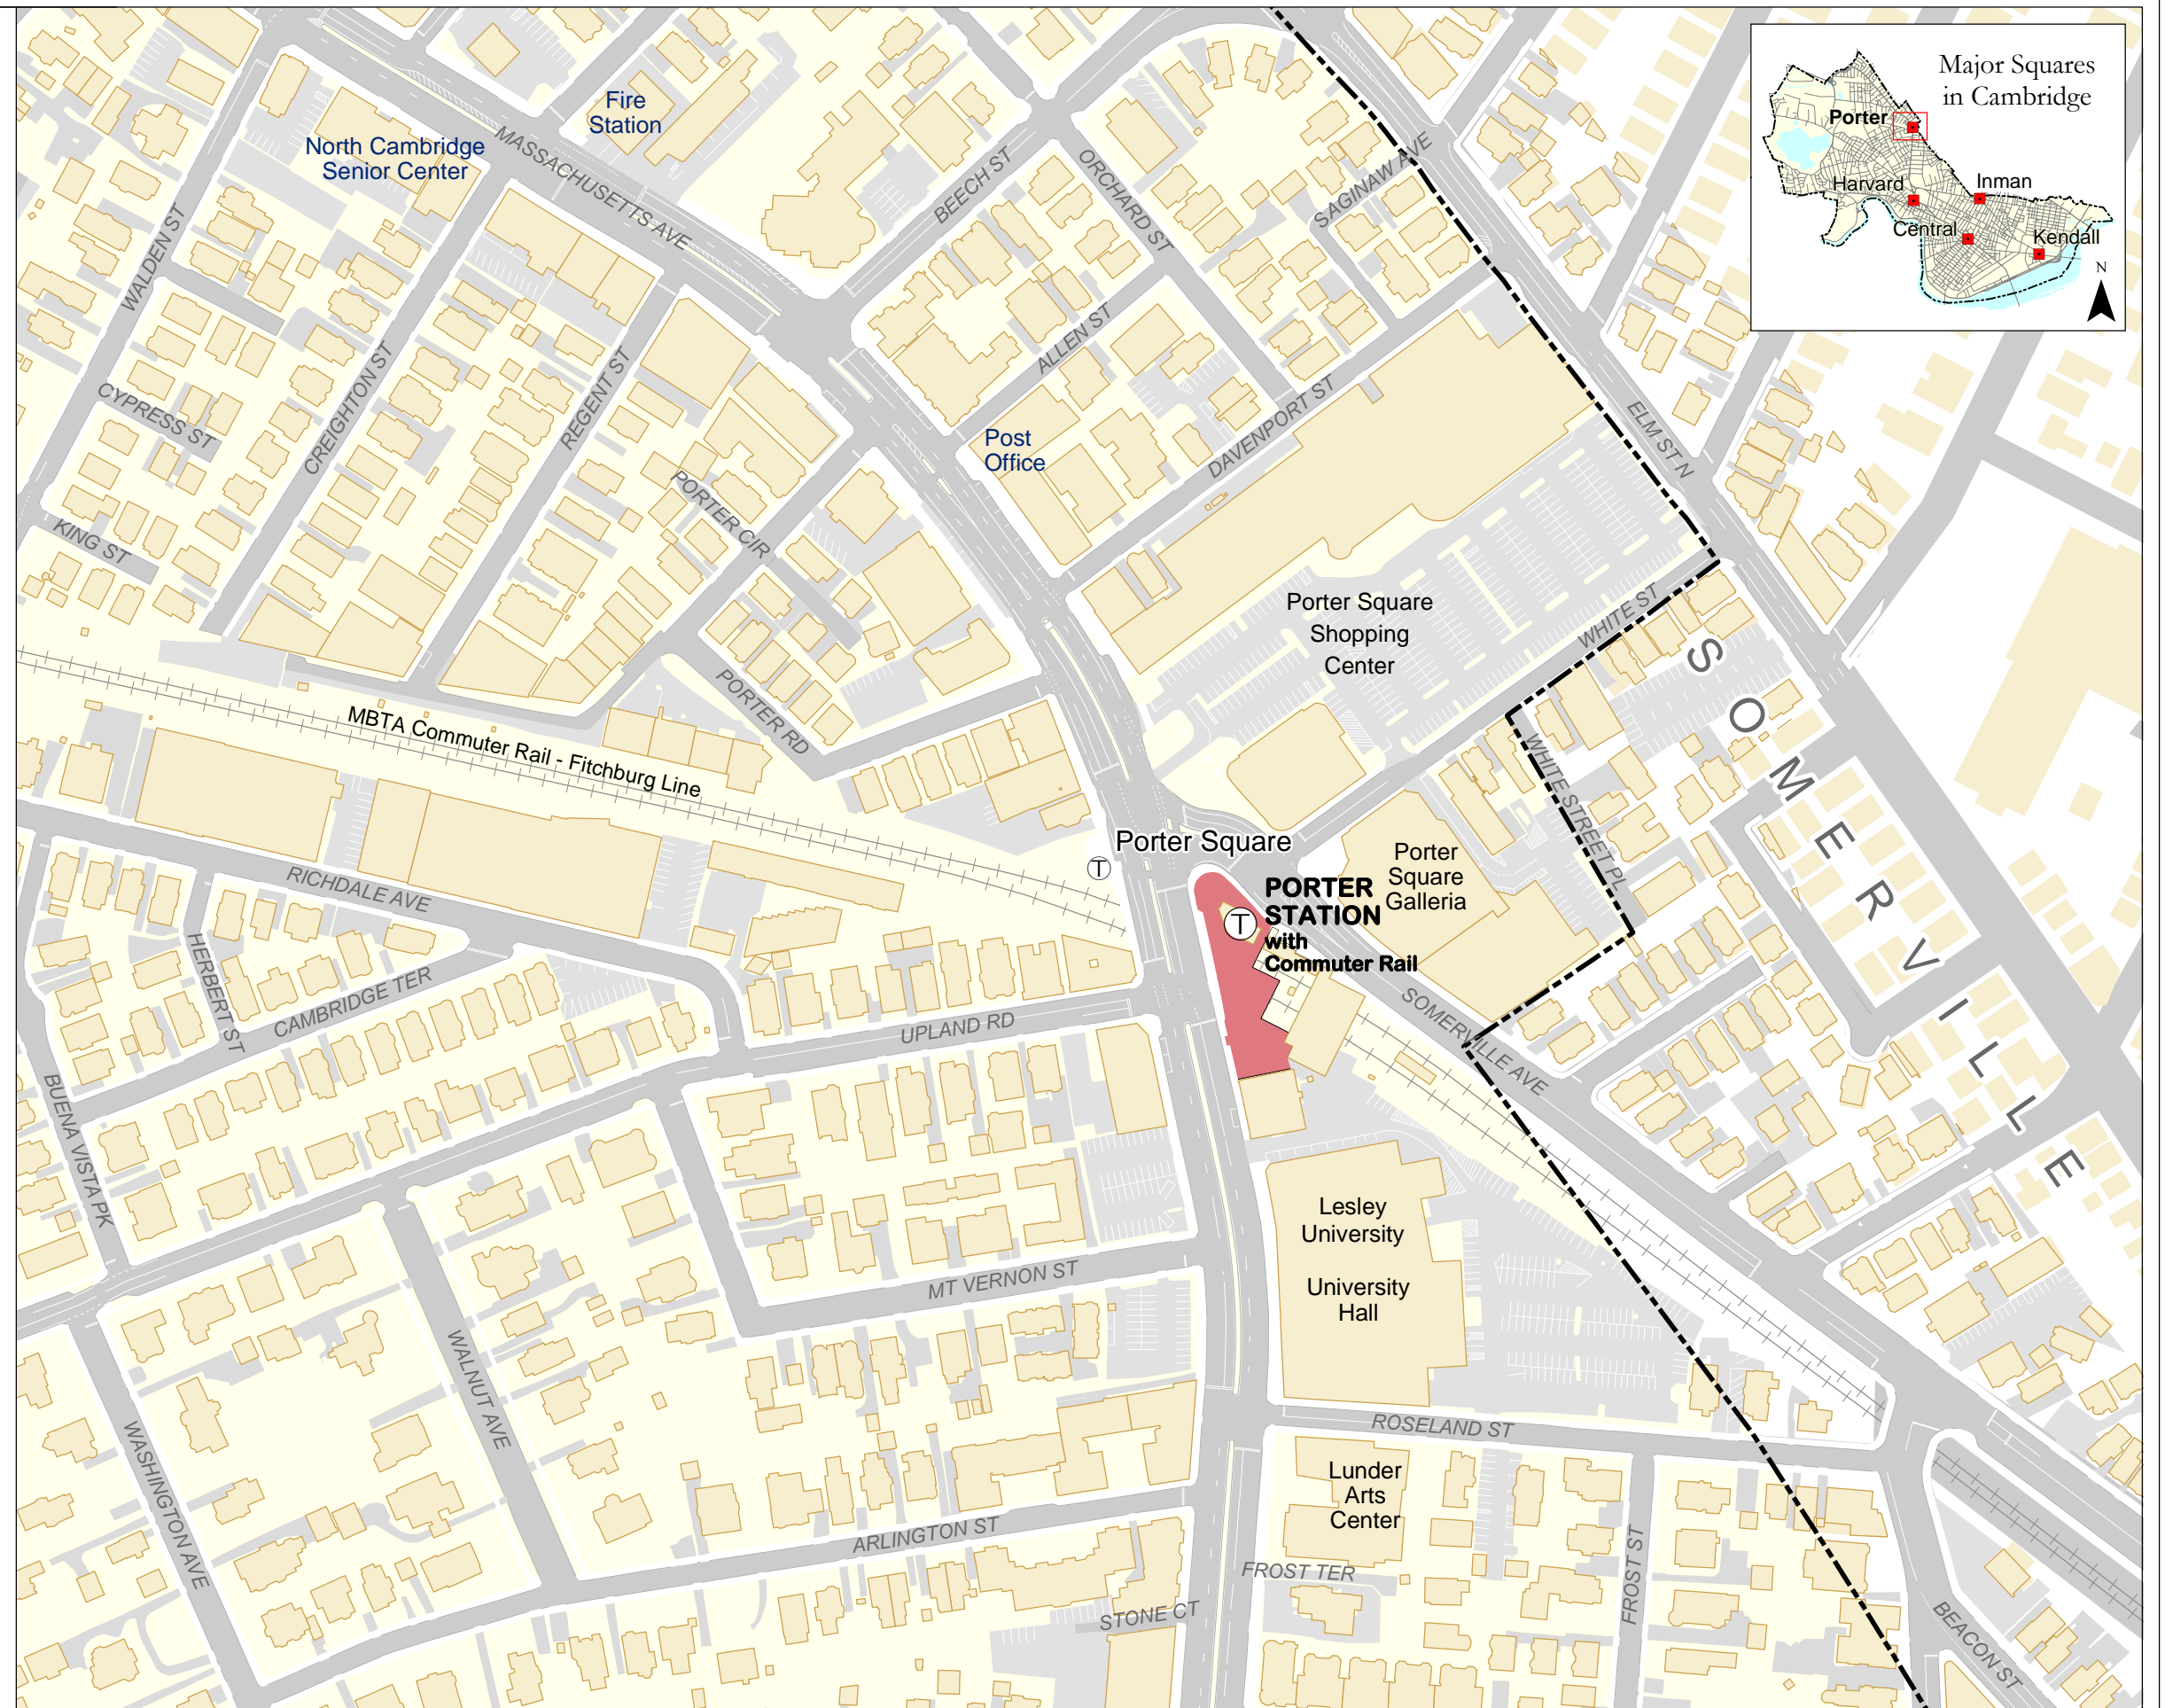 Major Squares
in Cambridge
Porter
Harvard
Inman
Central
Kendall
N
Fire
Station
North Cambridge
Senior Center
MASSACHUSETTS AVE
BEECH ST
ORCHARD ST
SAGINAW AVE
WALDEN ST
ALLEN ST
CYPRESS ST
CREIGHTON ST
REGENT ST
DAVENPORT ST
ELM ST N
Post
Office
PORTER CIR
KING ST
Porter Square
Shopping
Center
WHITE ST
PORTER RD
MBTA Commuter Rail - Fitchburg Line
WHITE STREET PL
SOMERVILLE
Porter Square
T
T
PORTER
STATION
with
Commuter Rail
Porter
Square
Galleria
RICHDALE AVE
HERBERT ST
CAMBRIDGE TER
UPLAND RD
SOMERVILLE AVE
BUENA VISTA PK
Lesley
University
University
Hall
MT VERNON ST
WALNUT AVE
WASHINGTON AVE
ROSELAND ST
Lunder
Arts
Center
ARLINGTON ST
FROST TER
FROST ST
STONE CT
BEACON ST